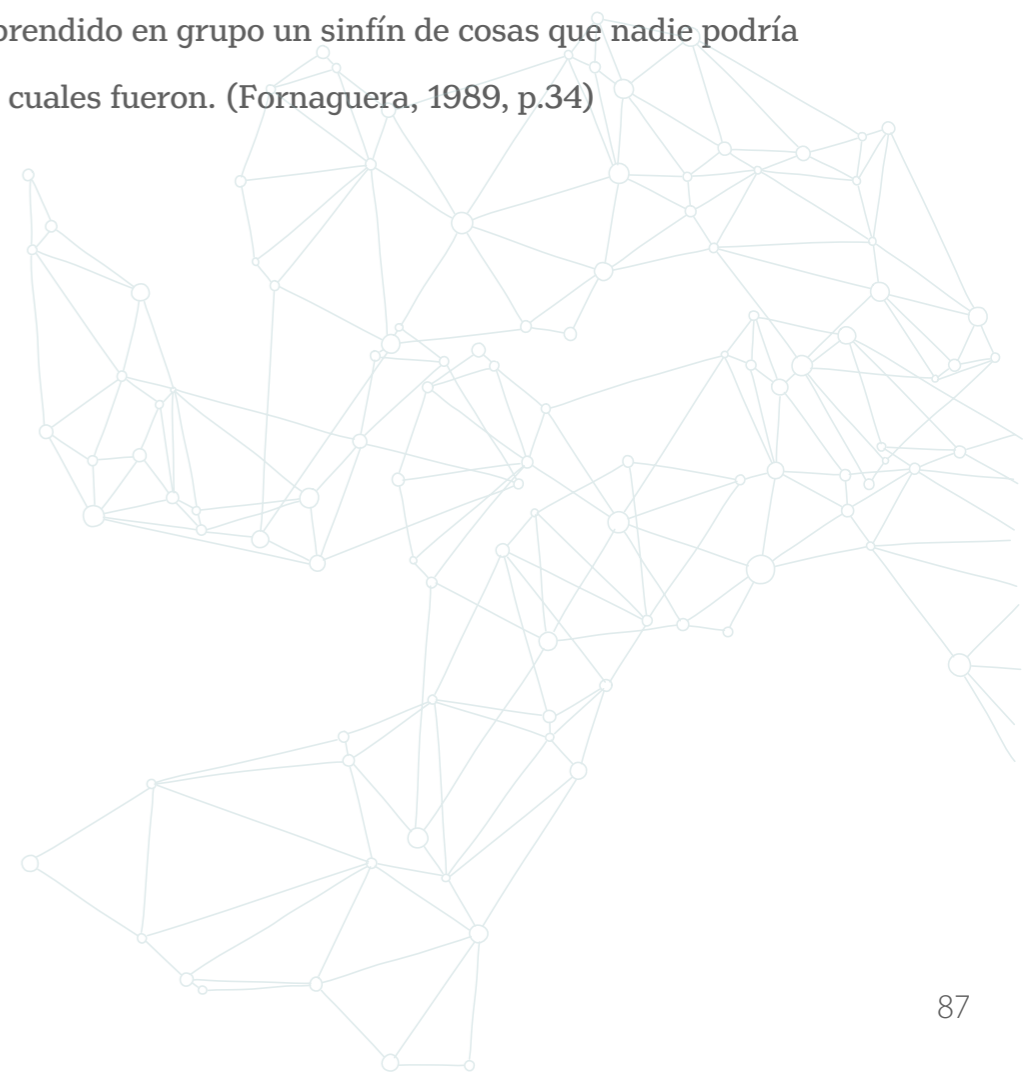 prendido en grupo un sinfín de cosas que nadie podría
cuales fueron. (Fornaguera, 1989, p.34)
87